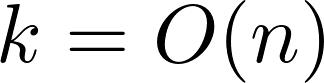 k = O(n)